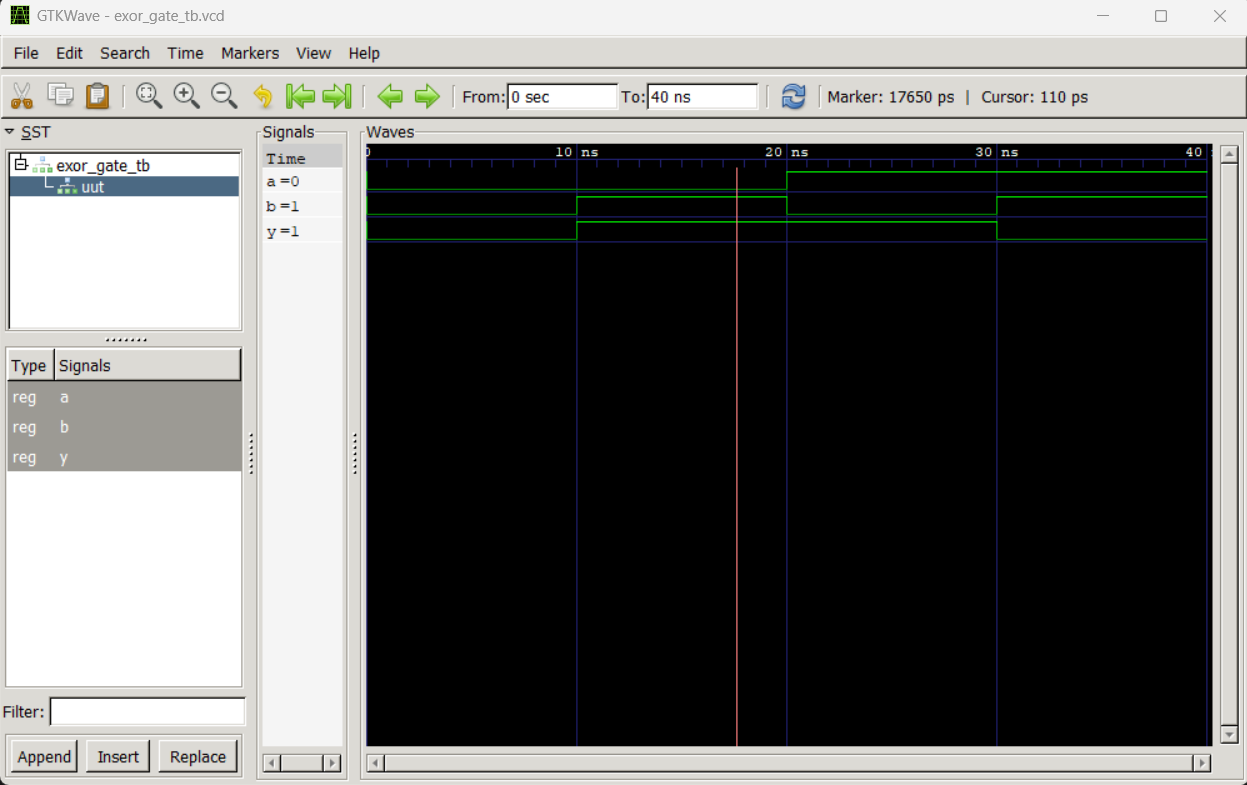 GTKWave - exor_gate_tb.vcd
File Edit Search Time Markers View Help
From: 0 sec To: 40 ns Marker: 17650 ps | Cursor: 110 ps
SST
exor_gate_tb
uut
Type Signals
reg a
reg b
reg y
Filter:
Append Insert Replace
Signals
Time
a =0
b =1
y =1
Waves
0 10 ns 20 ns 30 ns 40